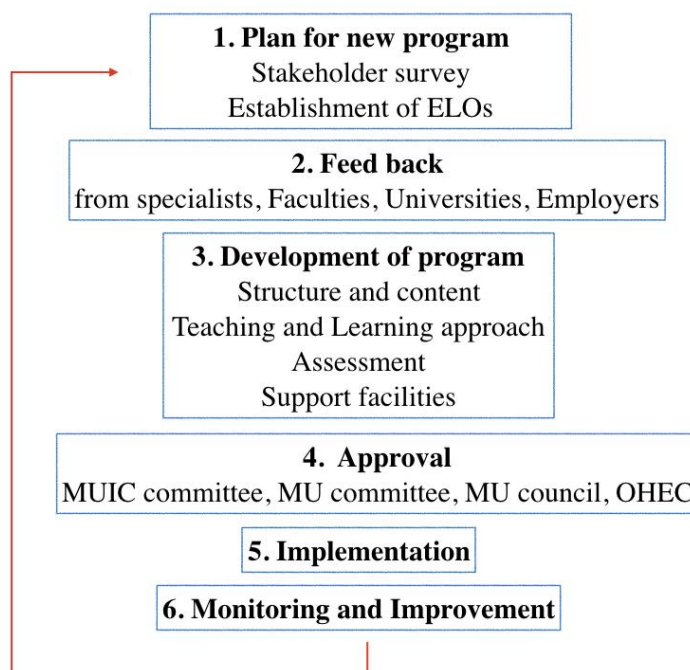 1. Plan for new program
Stakeholder survey
Establishment of ELOs
2. Feed back
from specialists, Faculties, Universities, Employers
3. Development of program
Structure and content
Teaching and Learning approach
Assessment
Support facilities
4. Approval
MUIC committee, MU committee, MU council, OHEC
5. Implementation
6. Monitoring and Improvement